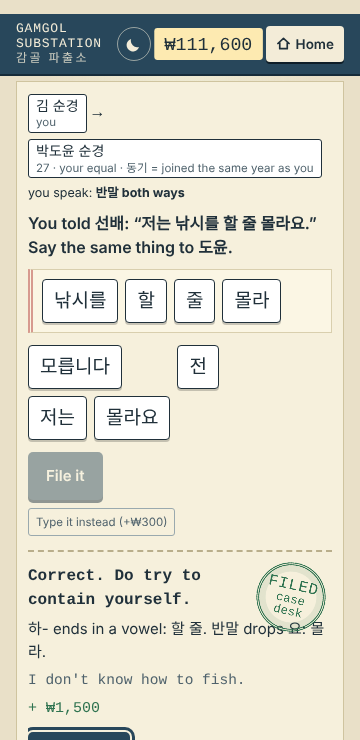 GAMGOL
SUBSTATION
감골 파출소
₩111,600
Home
김 순경
you
→
박도윤 순경
27 · your equal · 동기 = joined the same year as you
you speak: 반말 both ways
You told 선배: “저는 낚시를 할 줄 몰라요.”
Say the same thing to 도윤.
낚시를 할 줄 몰라
모릅니다 전
저는 몰라요
File it
Type it instead (+₩300)
Correct. Do try to
contain yourself.
FILED
case
desk
하- ends in a vowel: 할 줄. 반말 drops 요: 몰
라.
I don't know how to fish.
+ ₩1,500